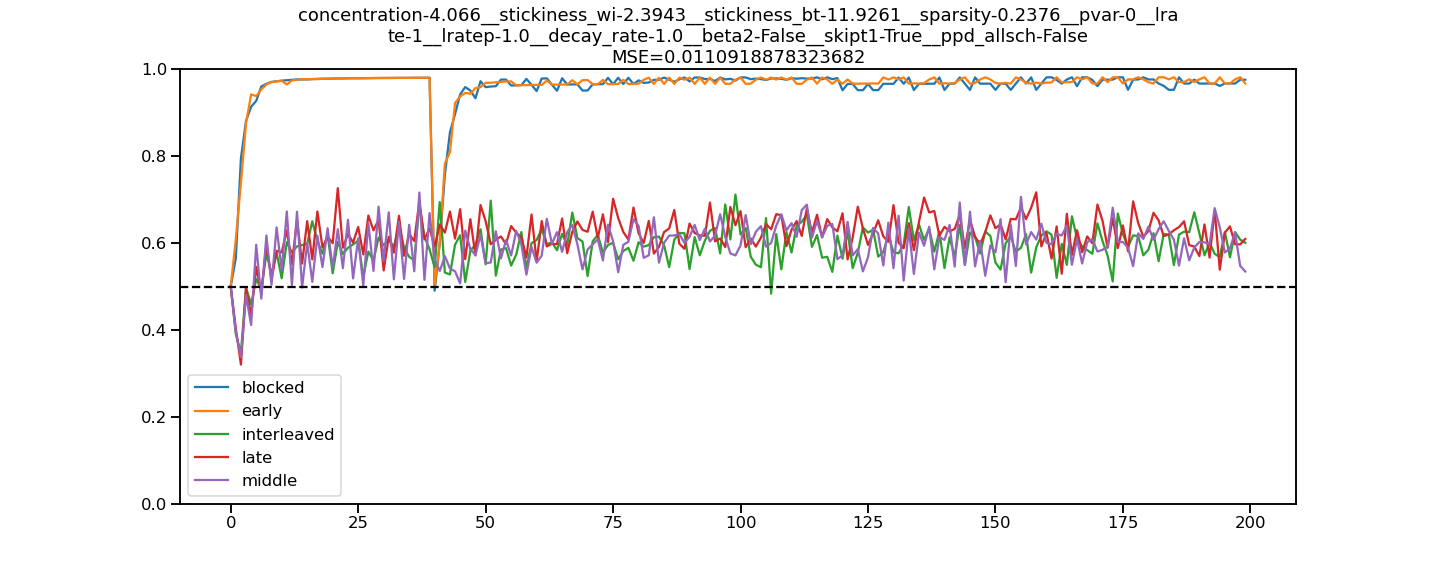 concentration-4.066__stickiness_wi-2.3943__stickiness_bt-11.9261__sparsity-0.2376__pvar-0__lra
te-1__lratep-1.0__decay_rate-1.0__beta2-False__skipt1-True__ppd_allsch-False
MSE=0.0110918878323682
1.0
0.8
0.6
0.4
0.2
0.0
blocked
early
interleaved
late
middle
0 25 50 75 100 125 150 175 200